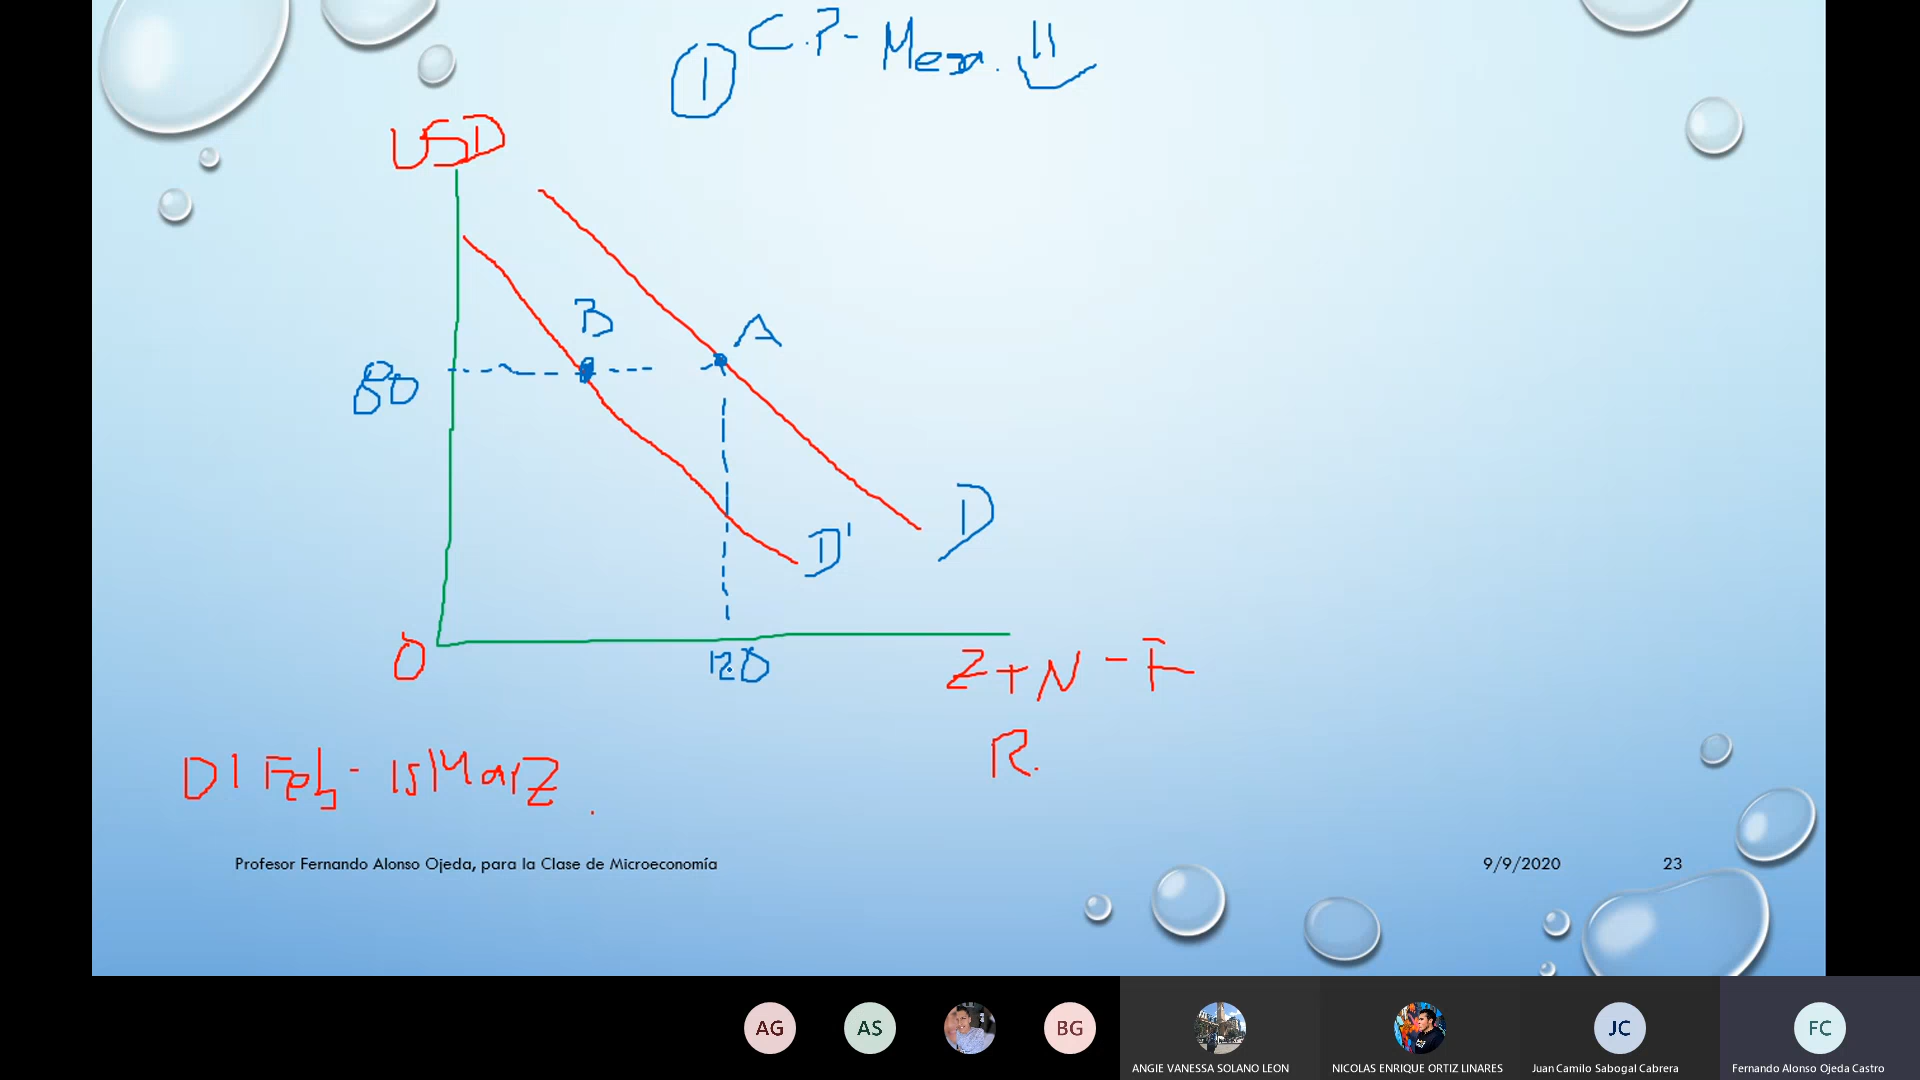 ① C.P- Mesa.
USD
B
A
80
D
D'
0
120
Z + N - F
R.
D1 Feb - 15 | Marz
Profesor Fernando Alonso Ojeda, para la Clase de Microeconomía
9/9/2020
23
AG
AS
BG
JC
FC
ANGIE VANESSA SOLANO LEON
NICOLAS ENRIQUE ORTIZ LINARES
Juan Camilo Sabogal Cabrera
Fernando Alonso Ojeda Castro